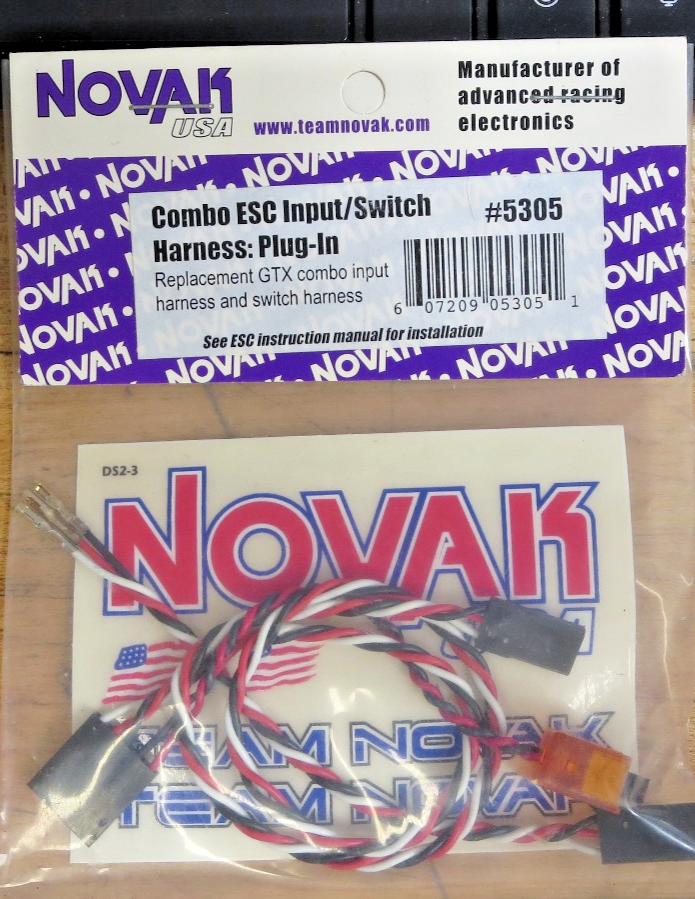 NOVAK
USA
www.teamnovak.com
Manufacturer of
advanced racing
electronics
Combo ESC Input/Switch
Harness: Plug-In
#5305
Replacement GTX combo input
harness and switch harness
6 07209 05305 1
See ESC instruction manual for installation
DS2-3
NOVAK
TEAM NOVAK
TEAM NOVAK